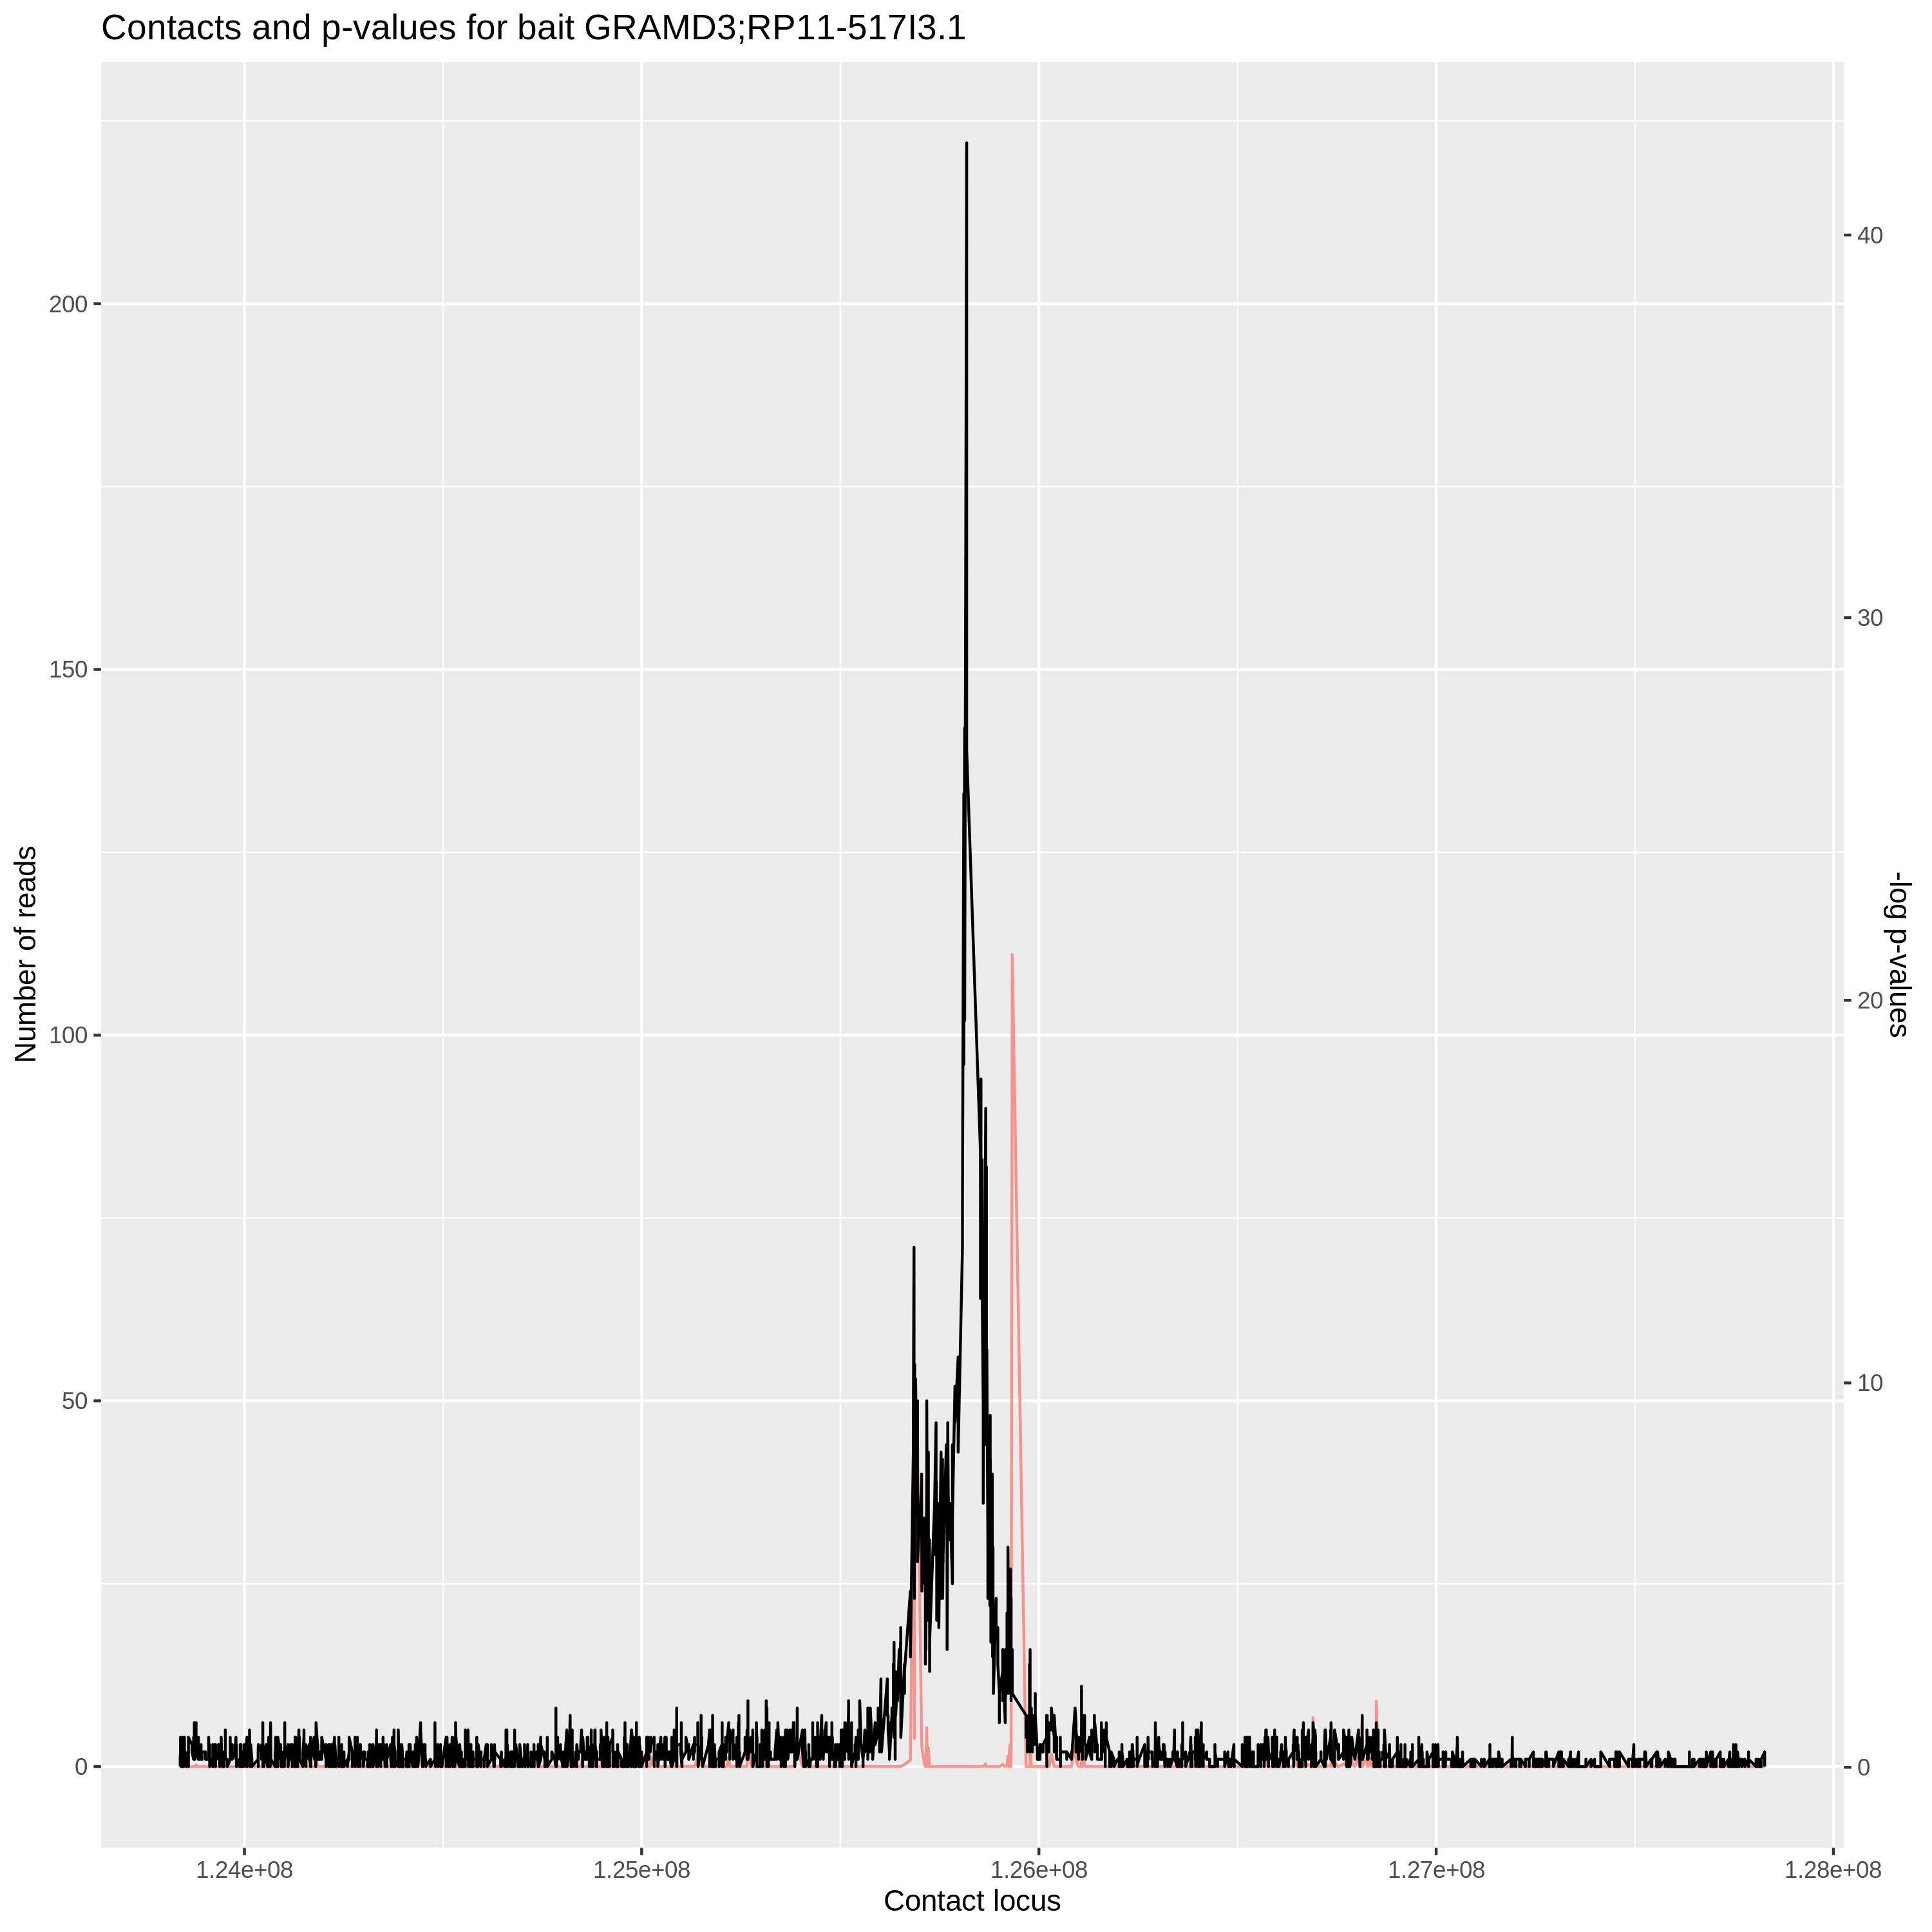 Contacts and p-values for bait GRAMD3;RP11-517I3.1
Number of reads
200
150
100
50
0
40
30
20
10
0
-log p-values
1.24e+08 1.25e+08 1.26e+08 1.27e+08 1.28e+08
Contact locus